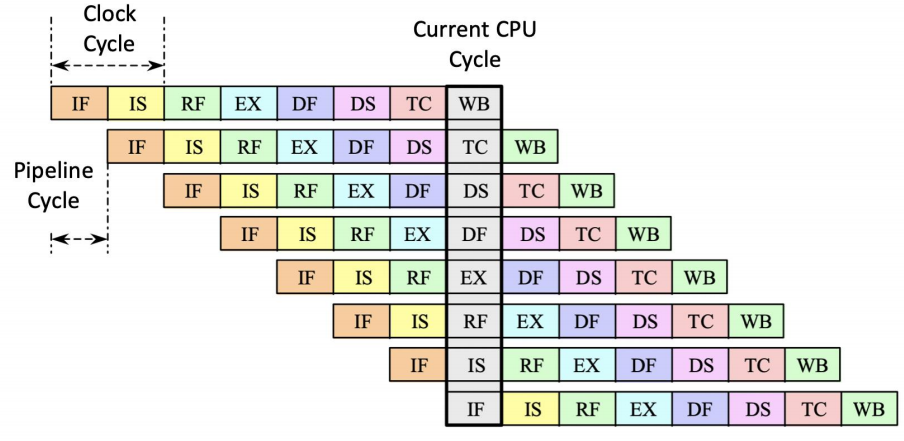 Clock
Cycle
Current CPU
Cycle
IF IS RF EX DF DS TC WB
IF IS RF EX DF DS TC WB
Pipeline
Cycle
IF IS RF EX DF DS TC WB
IF IS RF EX DF DS TC WB
IF IS RF EX DF DS TC WB
IF IS RF EX DF DS TC WB
IF IS RF EX DF DS TC WB
IF IS RF EX DF DS TC WB